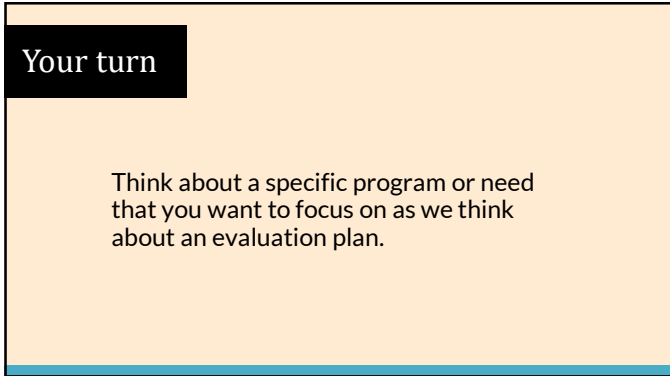 Your turn
Think about a specific program or need
that you want to focus on as we think
about an evaluation plan.